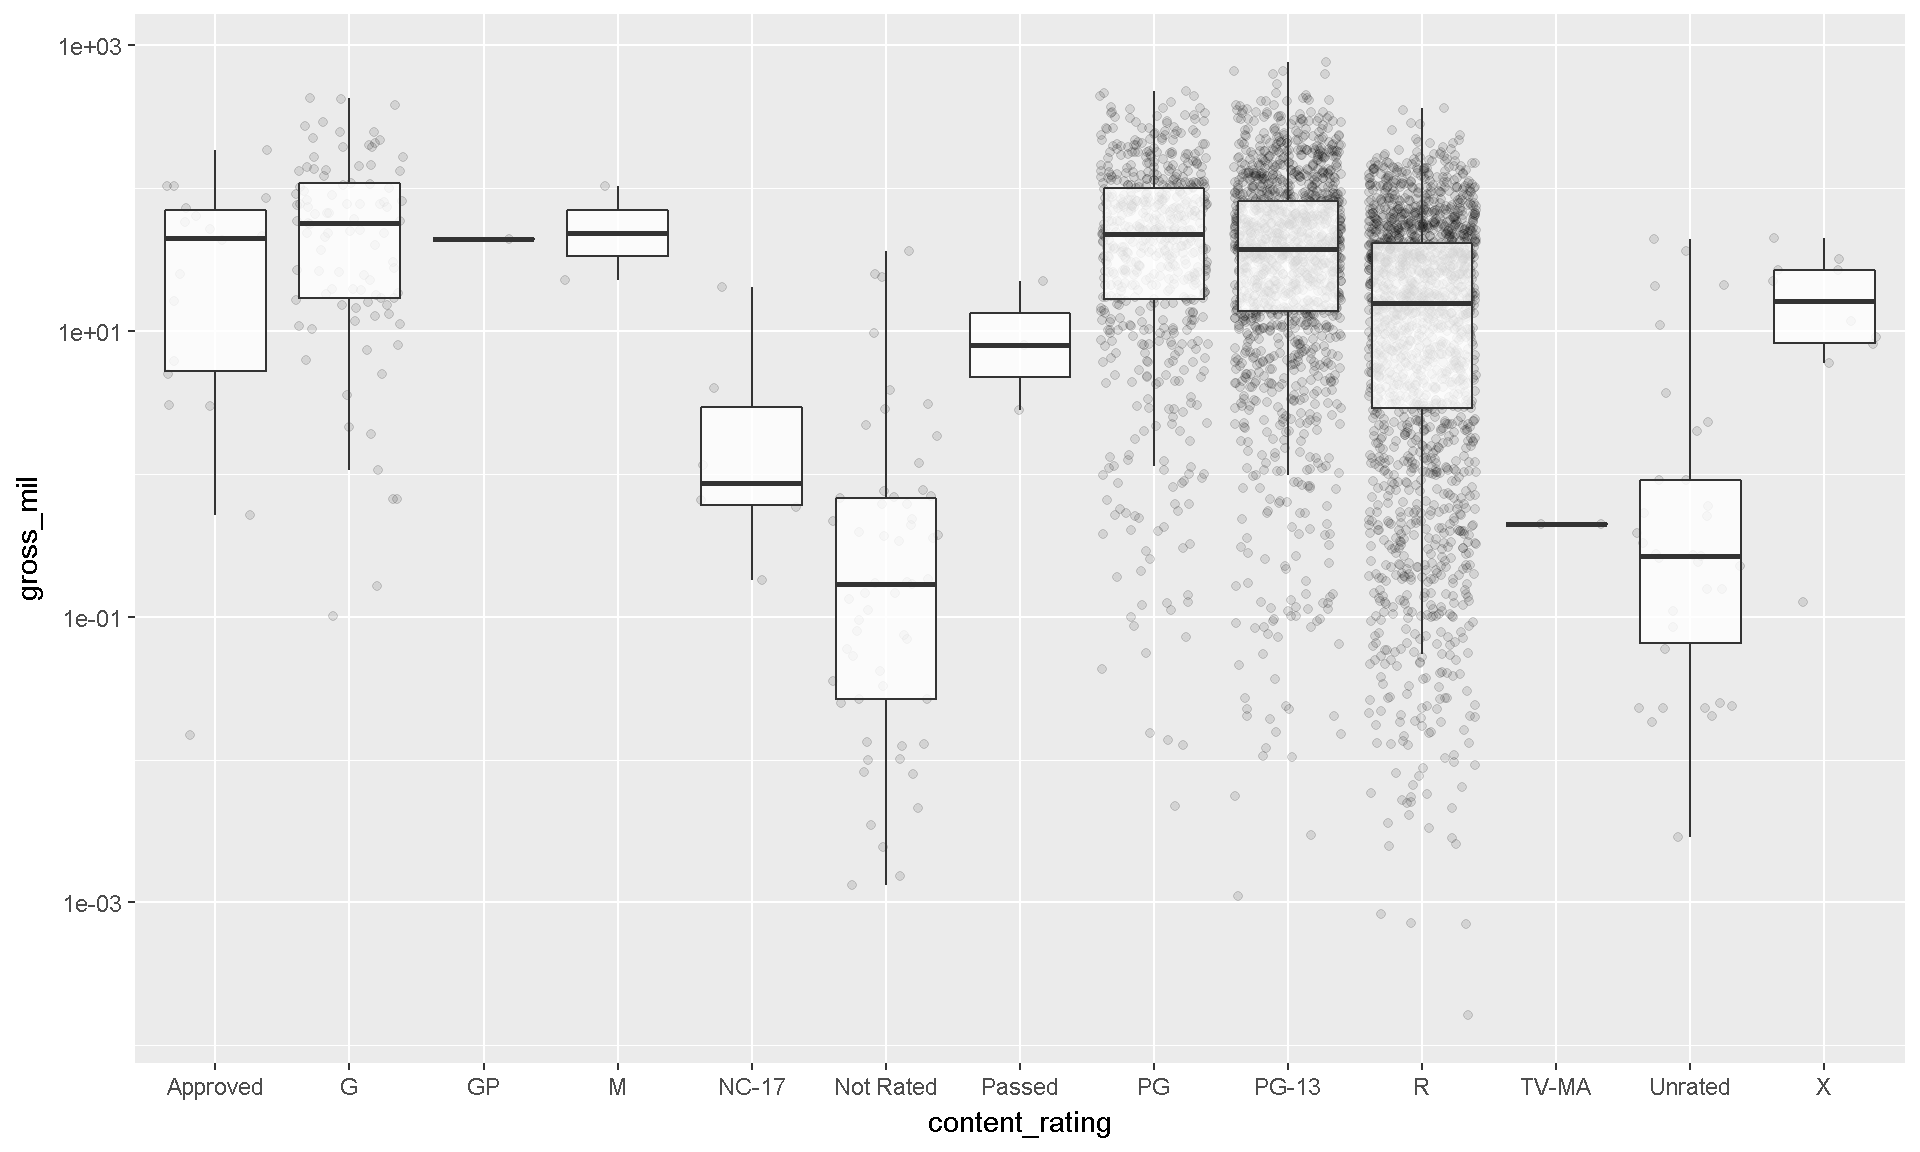 1e+03
1e+01
1e-01
1e-03
gross_mil
Approved G GP M NC-17 Not Rated Passed PG PG-13 R TV-MA Unrated X
content_rating